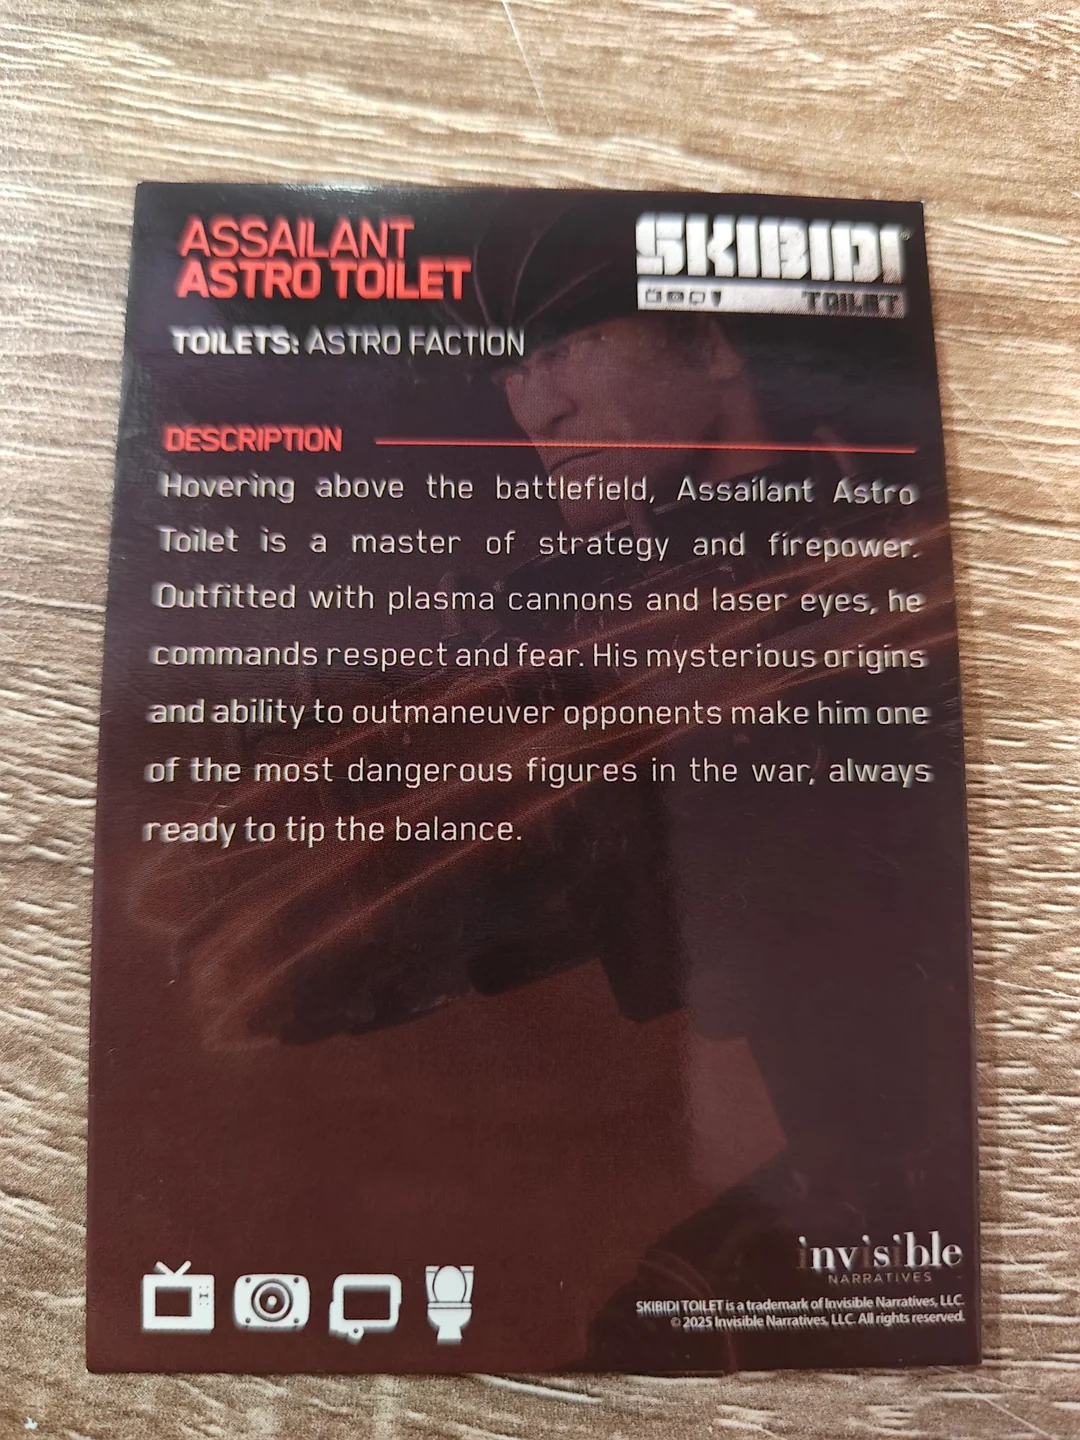 ASSAILANT
ASTRO TOILET
SKIBIDI®
TOILET
TOILETS: ASTRO FACTION
DESCRIPTION
Hovering above the battlefield, Assailant Astro
Toilet is a master of strategy and firepower.
Outfitted with plasma cannons and laser eyes, he
commands respect and fear. His mysterious origins
and ability to outmaneuver opponents make him one
of the most dangerous figures in the war, always
ready to tip the balance.
invisible
NARRATIVES
SKIBIDI TOILET is a trademark of Invisible Narratives, LLC.
© 2025 Invisible Narratives, LLC. All rights reserved.